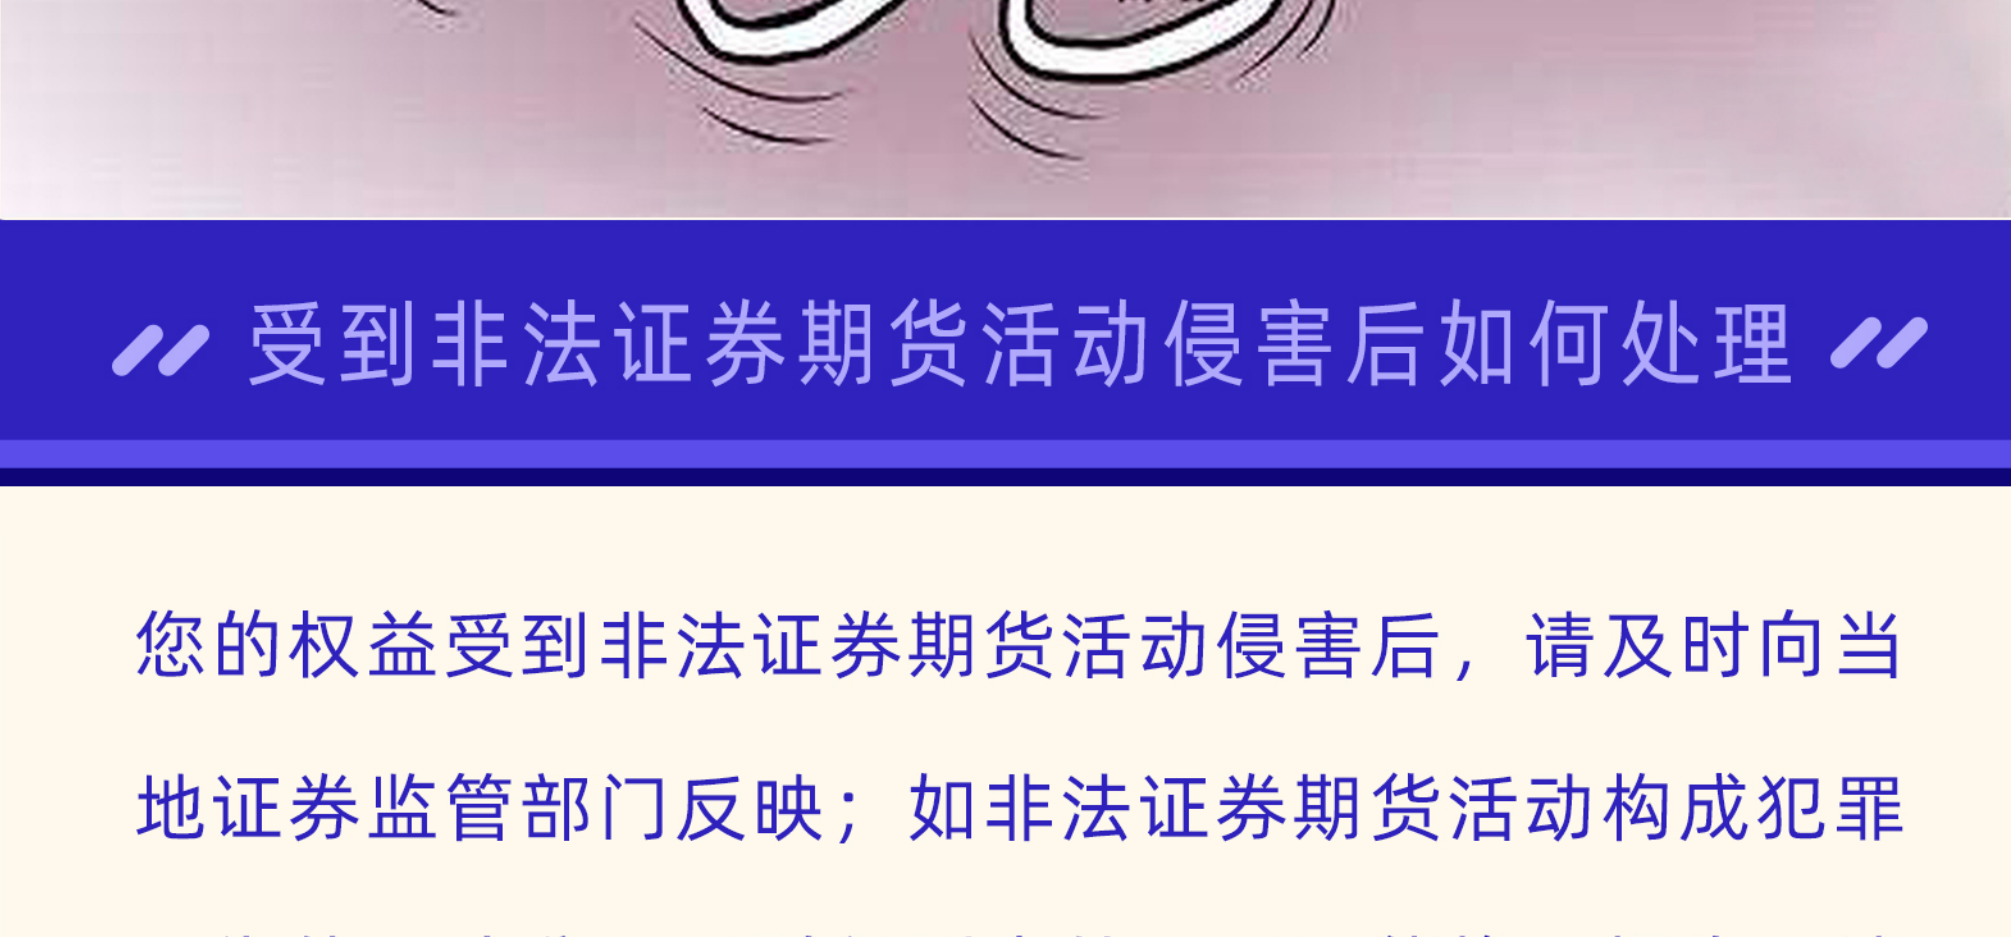 受到非法证券期货活动侵害后如何处理
您的权益受到非法证券期货活动侵害后，请及时向当
地证券监管部门反映；如非法证券期货活动构成犯罪